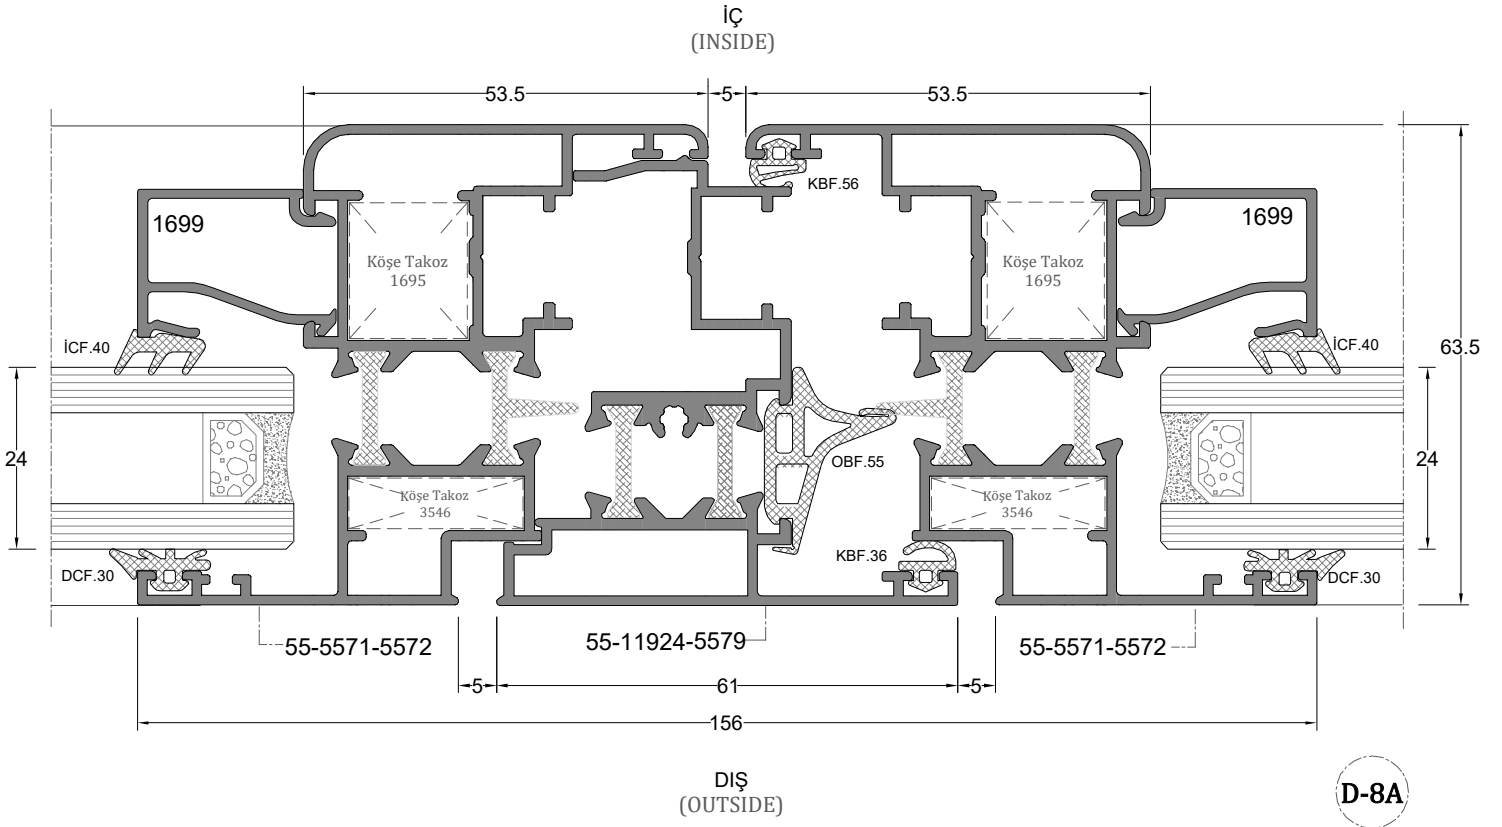 İÇ
(INSIDE)
53.5
5
53.5
KBF.56
1699
1699
Köşe Takoz
1695
Köşe Takoz
1695
İCF.40
İCF.40
63.5
24
OBF.55
24
Köşe Takoz
3546
Köşe Takoz
3546
KBF.36
DCF.30
DCF.30
55-5571-5572
55-11924-5579
55-5571-5572
5
61
5
156
DIŞ
(OUTSIDE)
D-8A